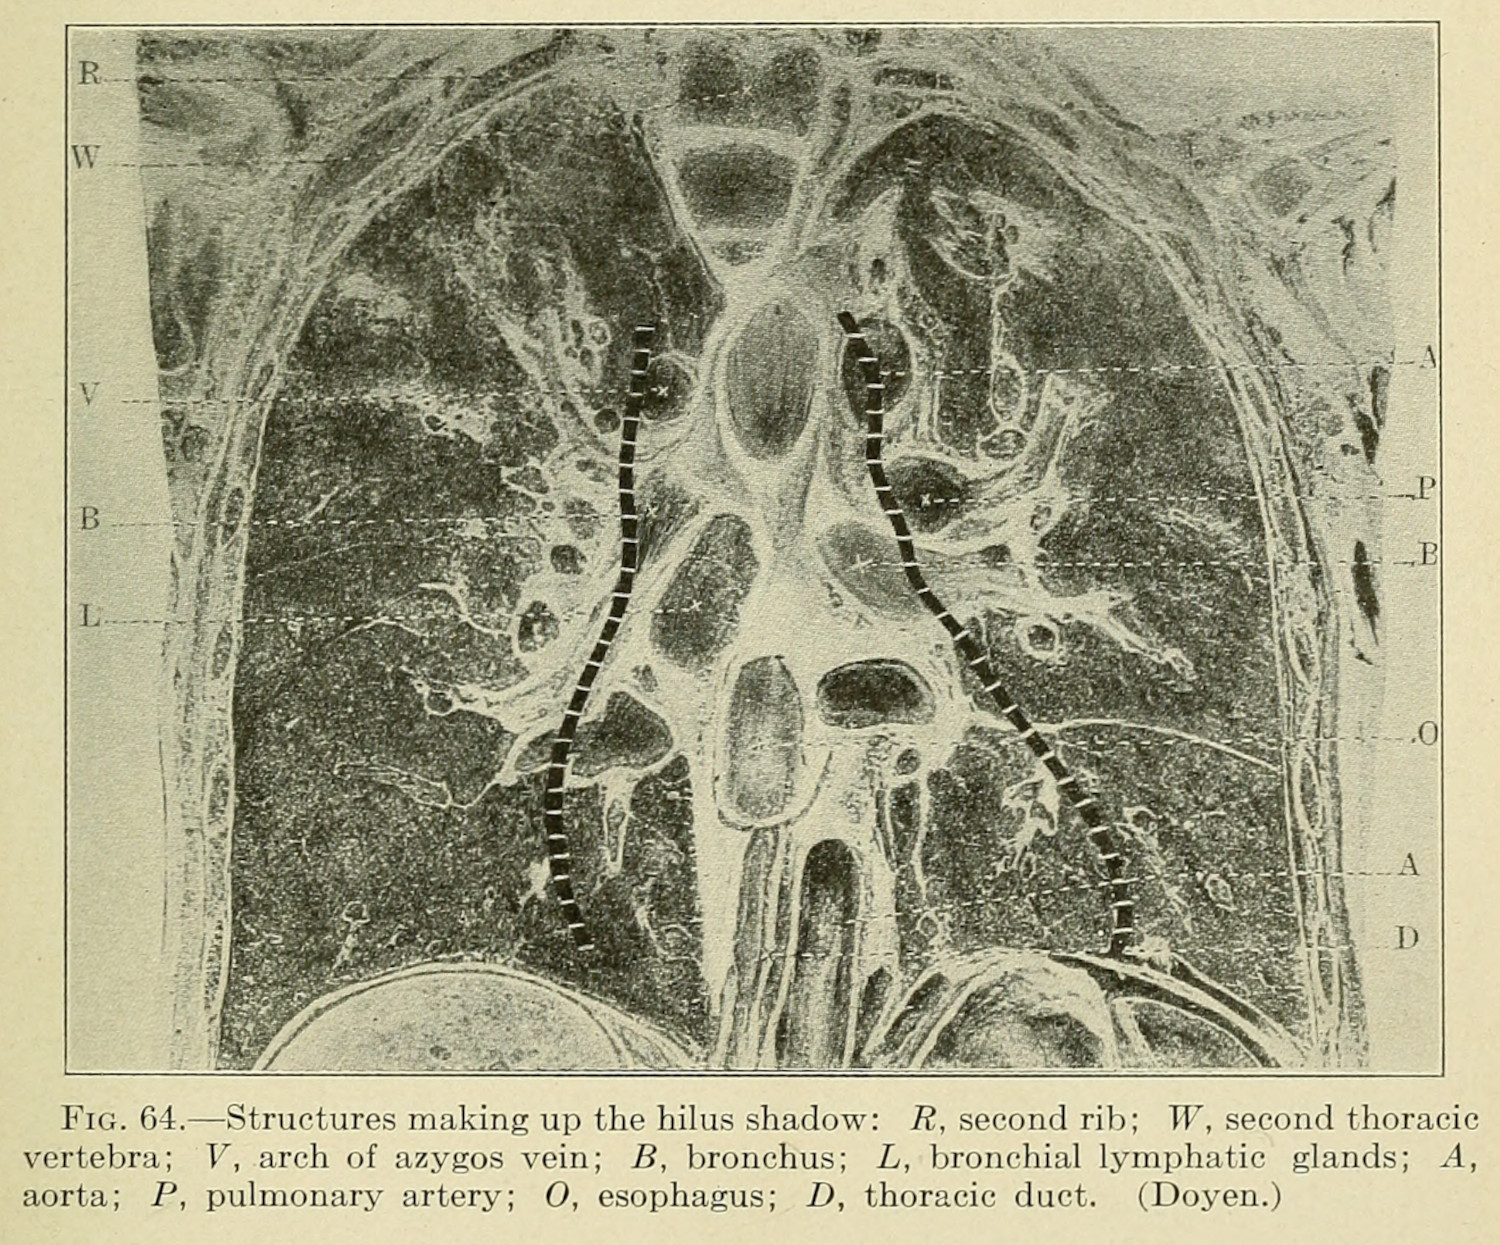 R
W
V
B
L
A
P
B
O
A
D
Fig. 64.—Structures making up the hilus shadow: R, second rib; W, second thoracic
vertebra; V, arch of azygos vein; B, bronchus; L, bronchial lymphatic glands; A,
aorta; P, pulmonary artery; O, esophagus; D, thoracic duct. (Doyen.)